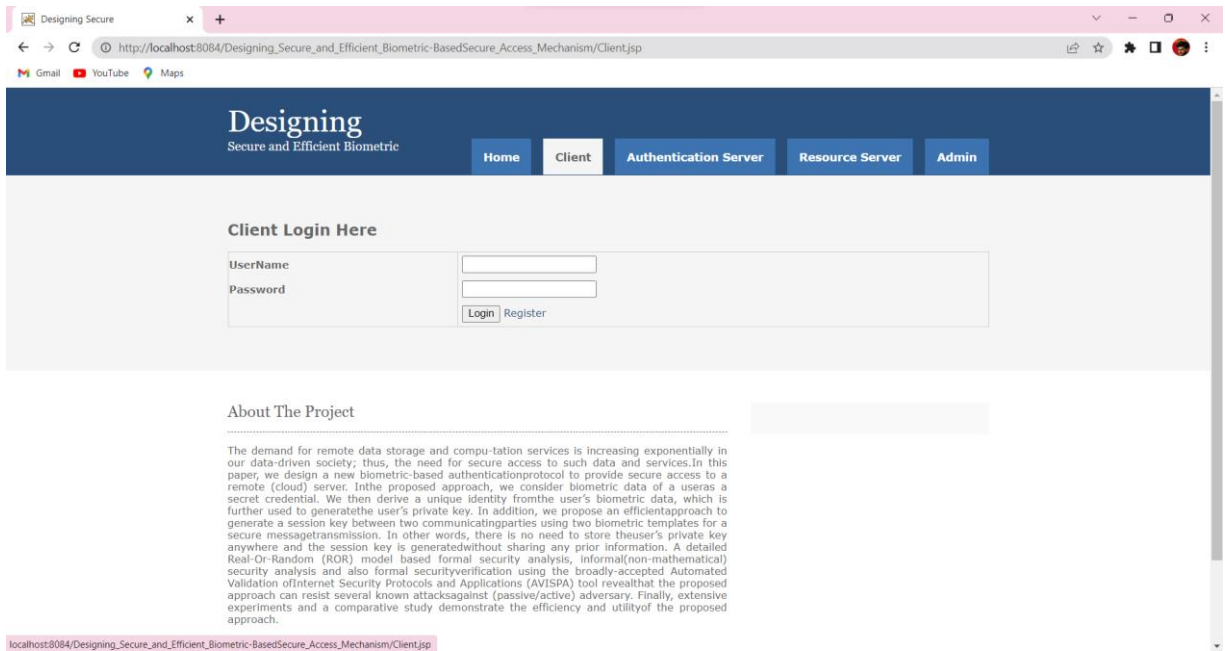 Designing Secure
http://localhost:8084/Designing_Secure_and_Efficient_Biometric-BasedSecure_Access_Mechanism/Client.jsp
Gmail YouTube Maps
Designing
Secure and Efficient Biometric
Home Client Authentication Server Resource Server Admin
Client Login Here
UserName
Password
Login Register
About The Project
The demand for remote data storage and compu-tation services is increasing exponentially in
our data-driven society; thus, the need for secure access to such data and services.In this
paper, we design a new biometric-based authenticationprotocol to provide secure access to a
remote (cloud) server. Inthe proposed approach, we consider biometric data of a useras a
secret credential. We then derive a unique identity fromthe user's biometric data, which is
further used to generatethe user's private key. In addition, we propose an efficientapproach to
generate a session key between two communicatingparties using two biometric templates for a
secure messagetransmission. In other words, there is no need to store theuser's private key
anywhere and the session key is generatedwithout sharing any prior information. A detailed
Real-Or-Random (ROR) model based formal security analysis, informal(non-mathematical)
security analysis and also formal securityverification using the broadly-accepted Automated
Validation ofInternet Security Protocols and Applications (AVISPA) tool revealthat the proposed
approach can resist several known attacksagainst (passive/active) adversary. Finally, extensive
experiments and a comparative study demonstrate the efficiency and utilityof the proposed
approach.
localhost:8084/Designing_Secure_and_Efficient_Biometric-BasedSecure_Access_Mechanism/Client.jsp